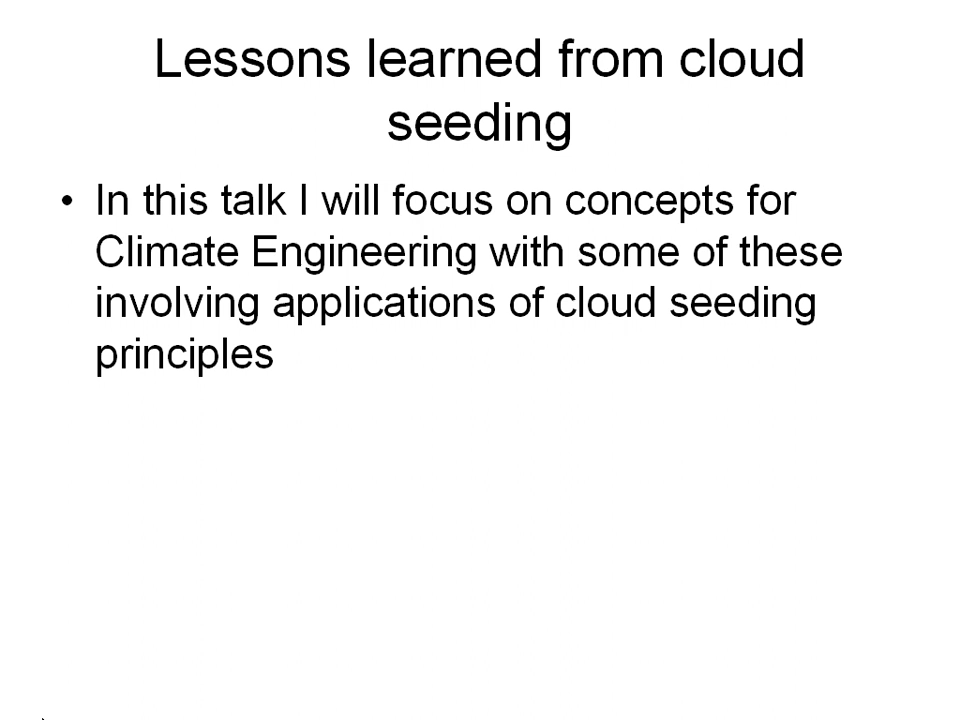 Lessons learned from cloud
seeding
• In this talk I will focus on concepts for
Climate Engineering with some of these
involving applications of cloud seeding
principles